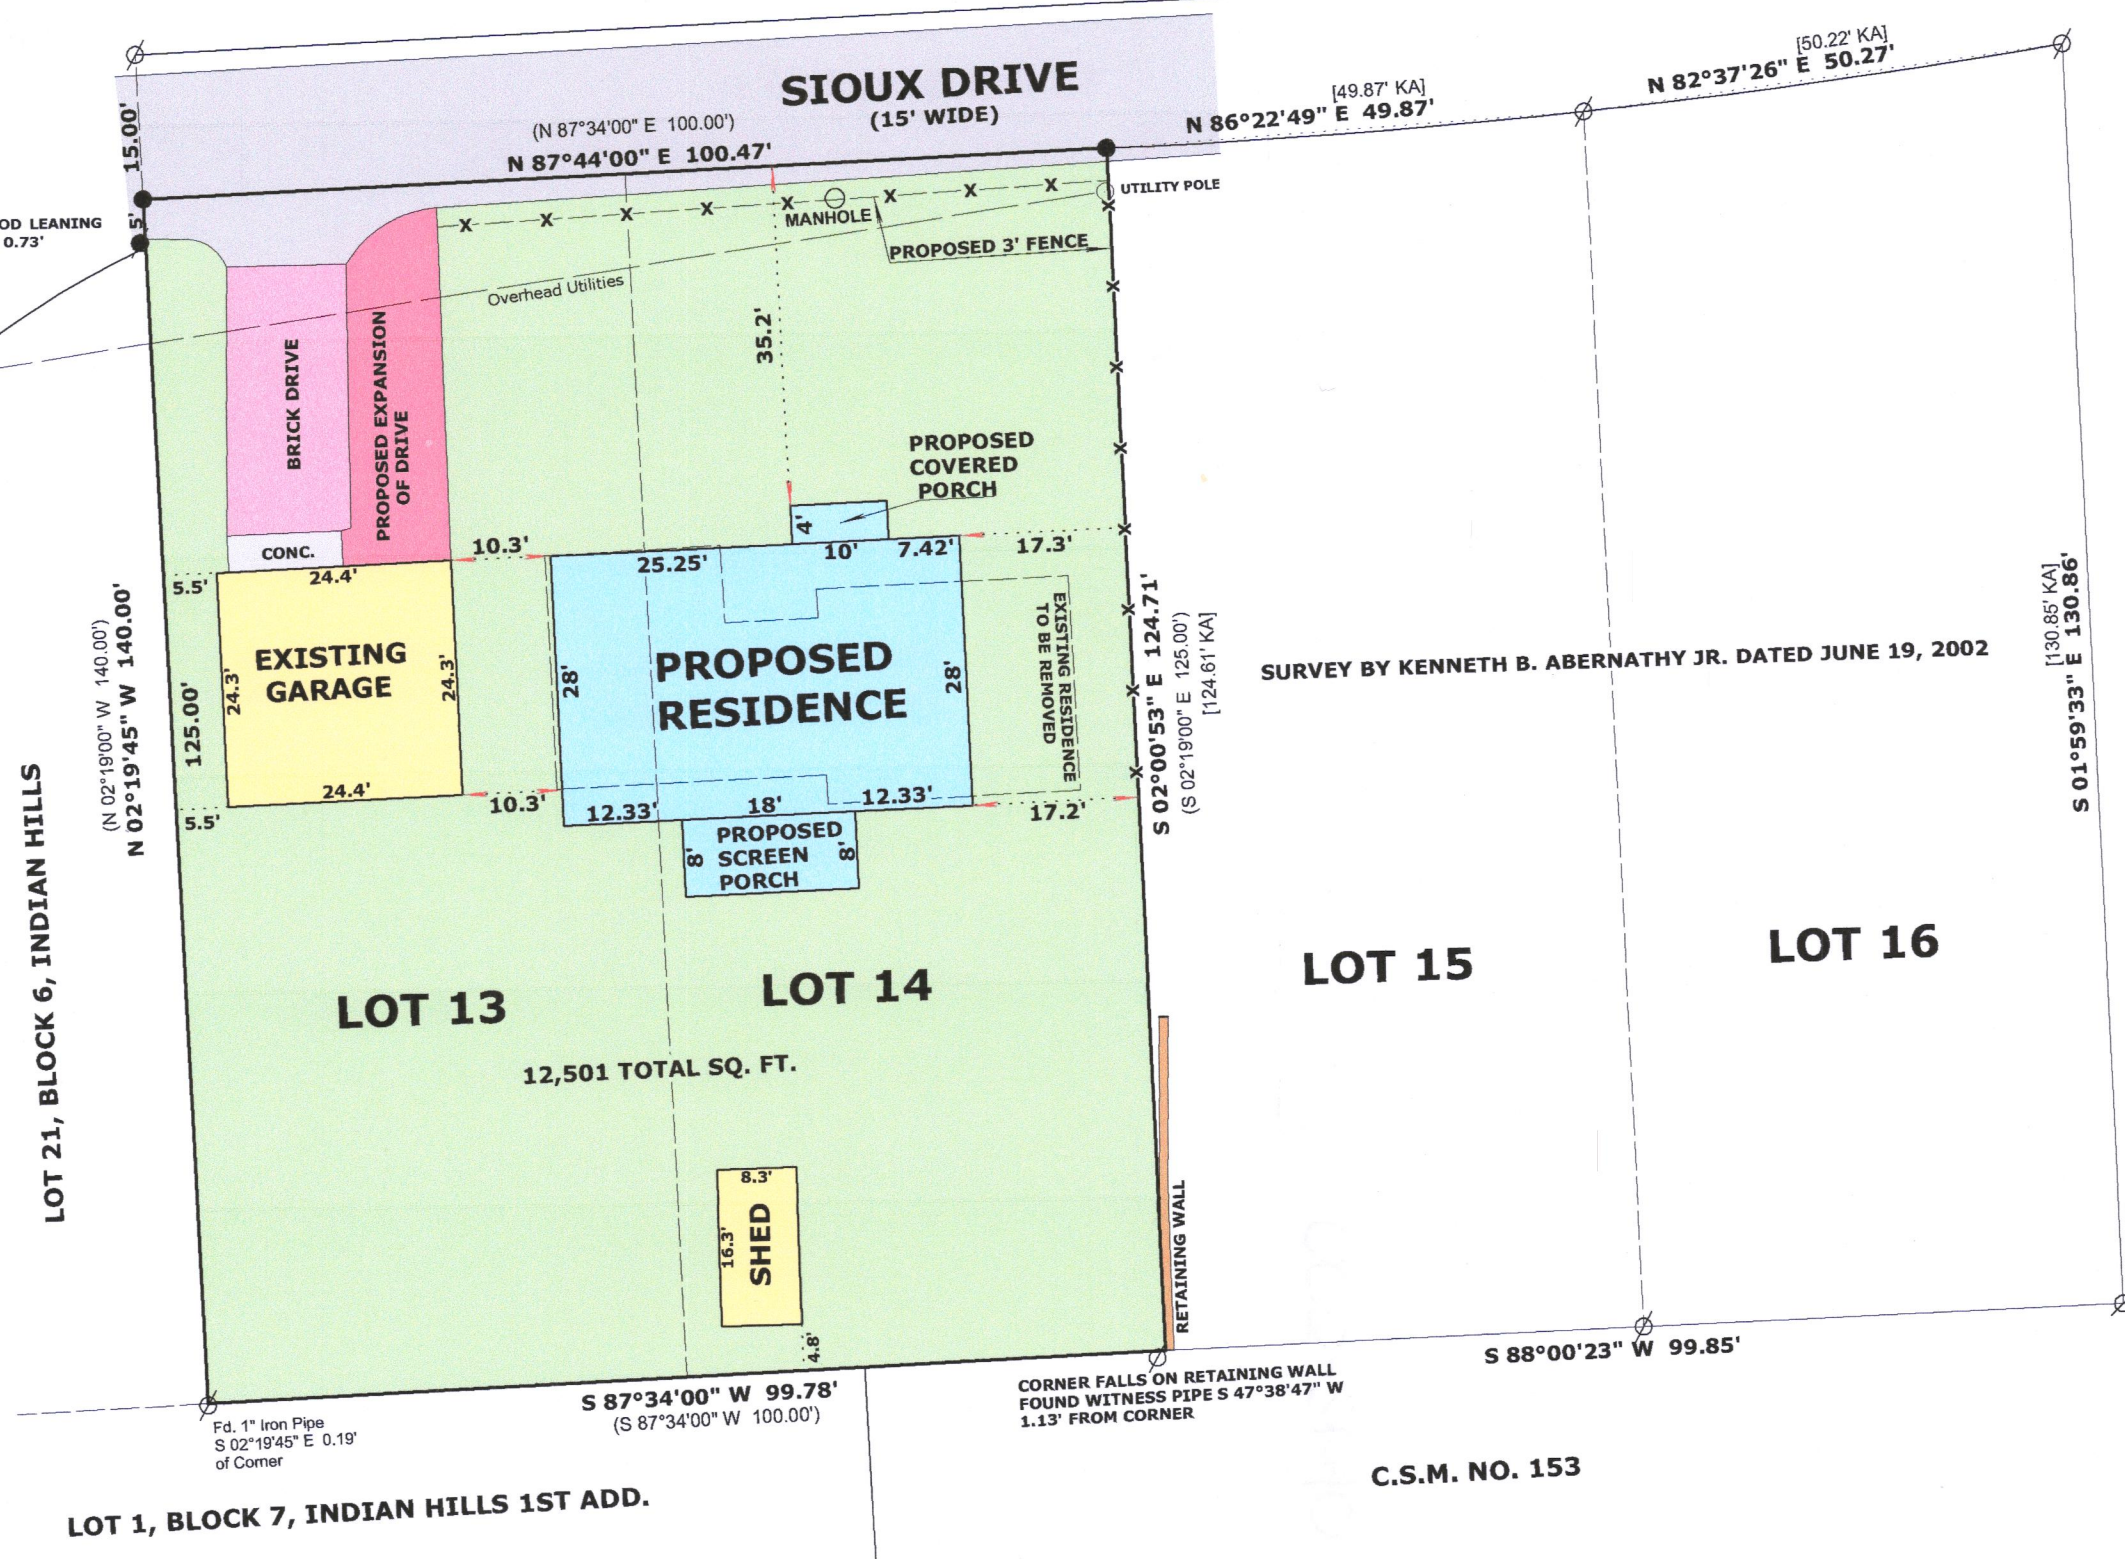 [50.22' KA]
N 82°37'26" E 50.27'
SIOUX DRIVE
(15' WIDE)
[49.87' KA]
N 86°22'49" E 49.87'
(N 87°34'00" E 100.00')
N 87°44'00" E 100.47'
15.00'
5'
OD LEANING
0.73'
UTILITY POLE
MANHOLE
PROPOSED 3' FENCE
Overhead Utilities
35.2'
BRICK DRIVE
PROPOSED EXPANSION
OF DRIVE
PROPOSED
COVERED
PORCH
4'
CONC.
10.3'
25.25'
10'
7.42'
17.3'
5.5'
24.4'
EXISTING
GARAGE
24.3'
24.3'
24.4'
5.5'
10.3'
28'
PROPOSED
RESIDENCE
28'
EXISTING RESIDENCE
TO BE REMOVED
12.33'
18'
12.33'
17.2'
PROPOSED
SCREEN
PORCH
8'
8'
(N 02°19'00" W 140.00')
N 02°19'45" W 140.00'
125.00'
S 02°00'53" E 124.71'
(S 02°19'00" E 125.00')
[124.61' KA]
SURVEY BY KENNETH B. ABERNATHY JR. DATED JUNE 19, 2002
[130.85' KA]
S 01°59'33" E 130.86'
LOT 21, BLOCK 6, INDIAN HILLS
LOT 13
LOT 14
LOT 15
LOT 16
12,501 TOTAL SQ. FT.
8.3'
16.3'
SHED
4.8'
RETAINING WALL
S 87°34'00" W 99.78'
(S 87°34'00" W 100.00')
S 88°00'23" W 99.85'
CORNER FALLS ON RETAINING WALL
FOUND WITNESS PIPE S 47°38'47" W
1.13' FROM CORNER
Fd. 1" Iron Pipe
S 02°19'45" E 0.19'
of Corner
C.S.M. NO. 153
LOT 1, BLOCK 7, INDIAN HILLS 1ST ADD.